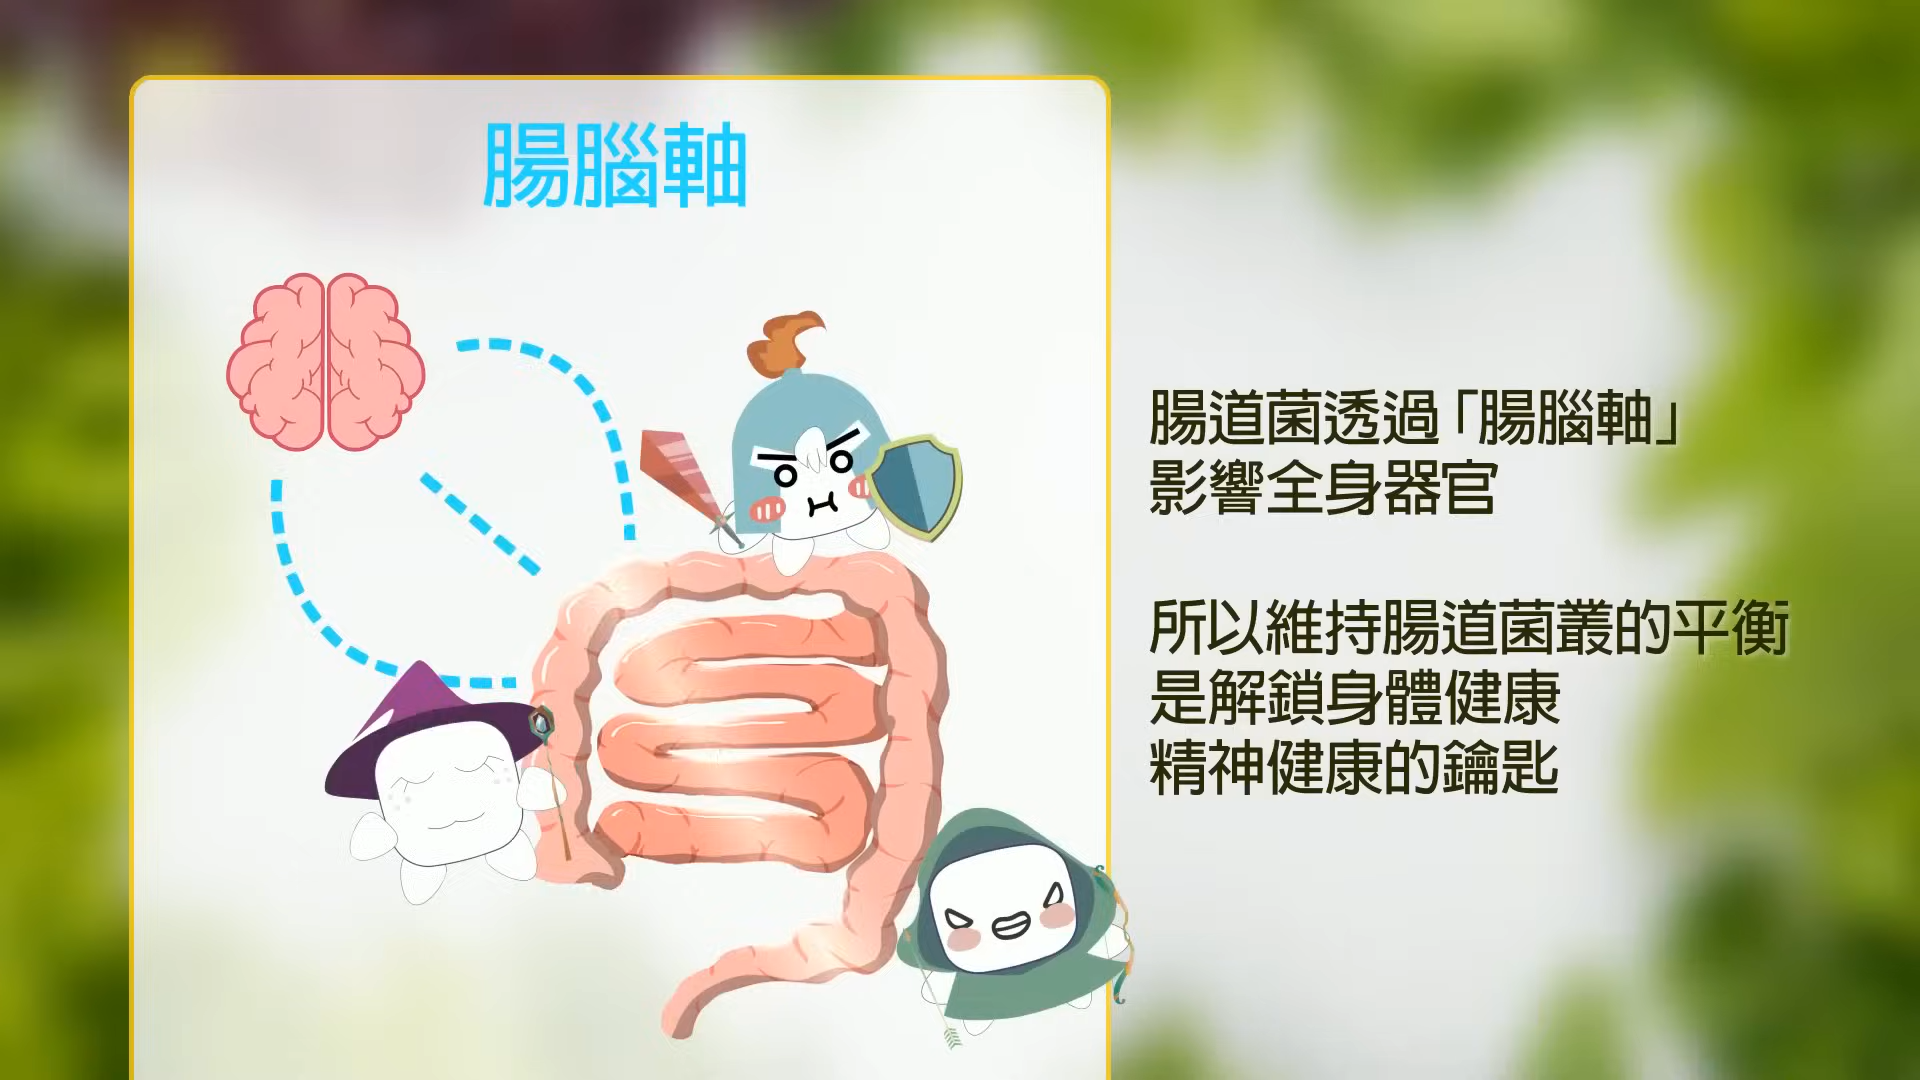 腸腦軸
腸道菌透過「腸腦軸」
影響全身器官
所以維持腸道菌叢的平衡
是解鎖身體健康
精神健康的鑰匙